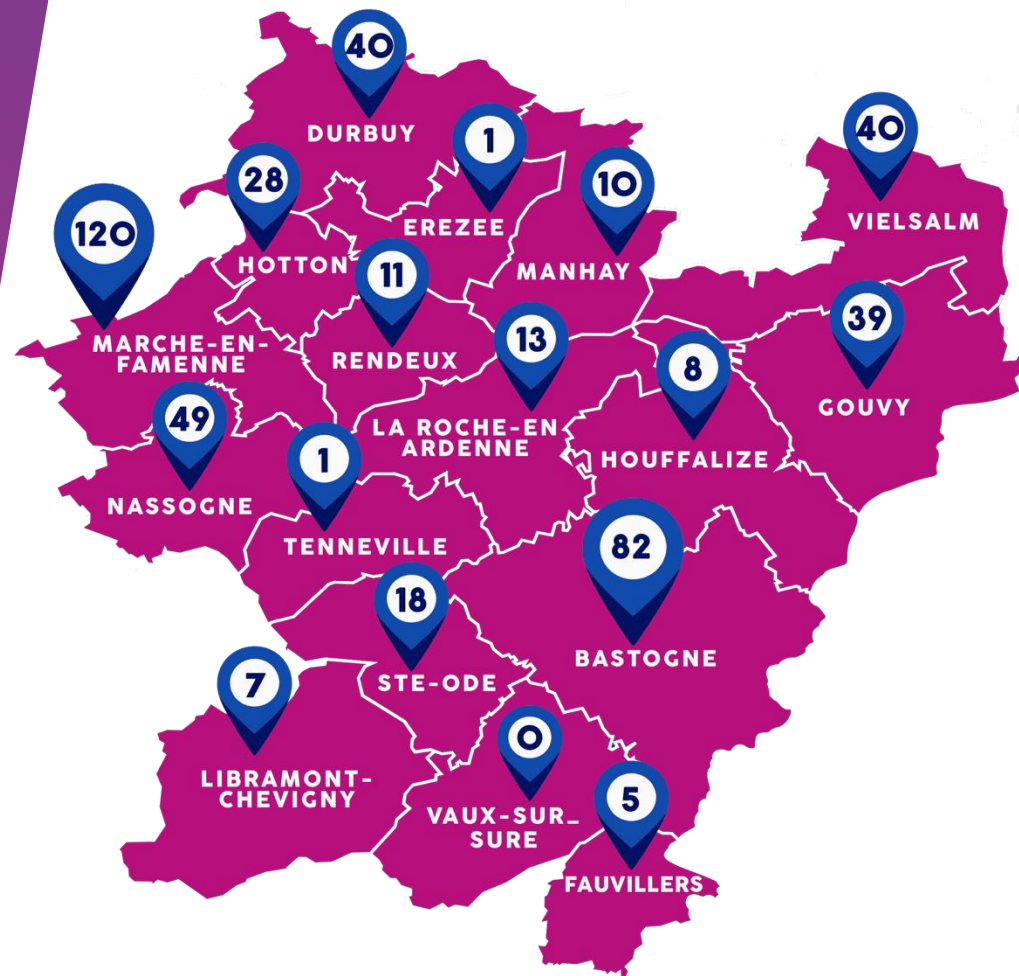 40
DURBUY
1
EREZEE
40
VIELSALM
28
HOTTON
10
MANHAY
120
MARCHE-EN-
FAMENNE
11
RENDEUX
13
LA ROCHE-EN
ARDENNE
39
GOUVY
8
HOUFFALIZE
49
NASSOGNE
1
TENNEVILLE
82
BASTOGNE
18
STE-ODE
7
LIBRAMONT-
CHEVIGNY
0
VAUX-SUR_
SURE
5
FAUVILLERS